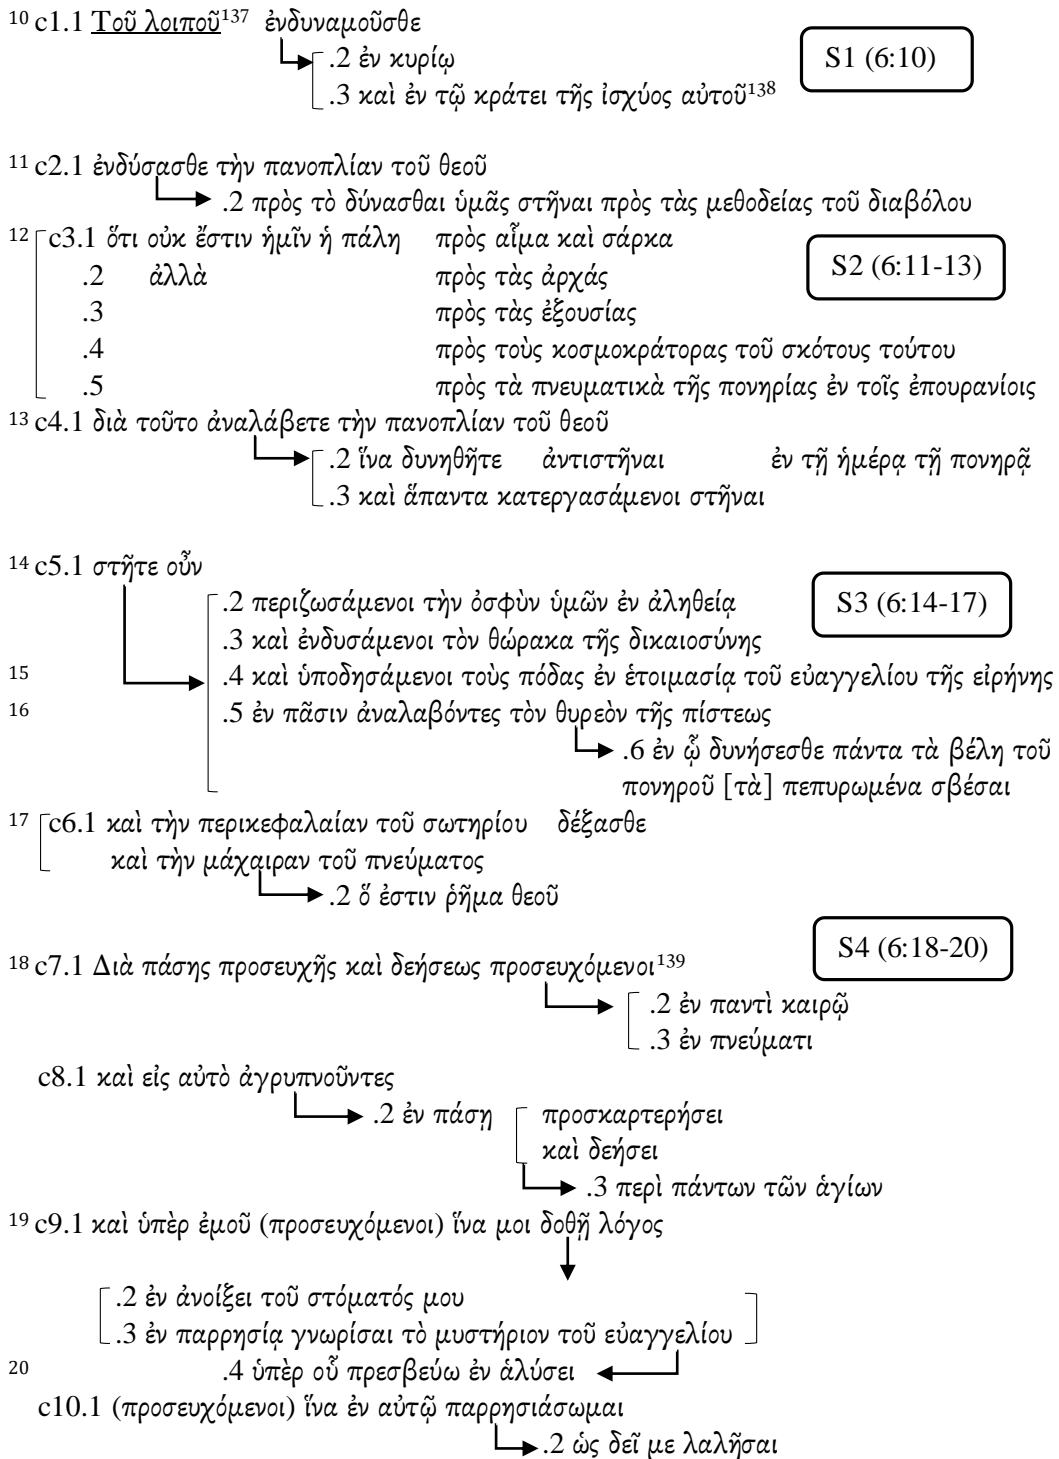 10 c1.1 Τοῦ λοιποῦ137 ἐνδυναμοῦσθε
.2 ἐν κυρίῳ
S1 (6:10)
.3 καὶ ἐν τῷ κράτει τῆς ἰσχύος αὐτοῦ138
11 c2.1 ἐνδύσασθε τὴν πανοπλίαν τοῦ θεοῦ
.2 πρὸς τὸ δύνασθαι ὑμᾶς στῆναι πρὸς τὰς μεθοδείας τοῦ διαβόλου
12 c3.1 ὅτι οὐκ ἔστιν ἡμῖν ἡ πάλη πρὸς αἷμα καὶ σάρκα
S2 (6:11-13)
.2 ἀλλὰ πρὸς τὰς ἀρχάς
.3 πρὸς τὰς ἐξουσίας
.4 πρὸς τοὺς κοσμοκράτορας τοῦ σκότους τούτου
.5 πρὸς τὰ πνευματικὰ τῆς πονηρίας ἐν τοῖς ἐπουρανίοις
13 c4.1 διὰ τοῦτο ἀναλάβετε τὴν πανοπλίαν τοῦ θεοῦ
.2 ἵνα δυνηθῆτε ἀντιστῆναι ἐν τῇ ἡμέρᾳ τῇ πονηρᾷ
.3 καὶ ἅπαντα κατεργασάμενοι στῆναι
14 c5.1 στῆτε οὖν
.2 περιζωσάμενοι τὴν ὀσφὺν ὑμῶν ἐν ἀληθείᾳ
S3 (6:14-17)
.3 καὶ ἐνδυσάμενοι τὸν θώρακα τῆς δικαιοσύνης
15 .4 καὶ ὑποδησάμενοι τοὺς πόδας ἐν ἑτοιμασίᾳ τοῦ εὐαγγελίου τῆς εἰρήνης
16 .5 ἐν πᾶσιν ἀναλαβόντες τὸν θυρεὸν τῆς πίστεως
.6 ἐν ᾧ δυνήσεσθε πάντα τὰ βέλη τοῦ
πονηροῦ [τὰ] πεπυρωμένα σβέσαι
17 c6.1 καὶ τὴν περικεφαλαίαν τοῦ σωτηρίου δέξασθε
καὶ τὴν μάχαιραν τοῦ πνεύματος
.2 ὅ ἐστιν ῥῆμα θεοῦ
S4 (6:18-20)
18 c7.1 Διὰ πάσης προσευχῆς καὶ δεήσεως προσευχόμενοι139
.2 ἐν παντὶ καιρῷ
.3 ἐν πνεύματι
c8.1 καὶ εἰς αὐτὸ ἀγρυπνοῦντες
.2 ἐν πάσῃ προσκαρτερήσει
καὶ δεήσει
.3 περὶ πάντων τῶν ἁγίων
19 c9.1 καὶ ὑπὲρ ἐμοῦ (προσευχόμενοι) ἵνα μοι δοθῇ λόγος
.2 ἐν ἀνοίξει τοῦ στόματός μου
.3 ἐν παρρησίᾳ γνωρίσαι τὸ μυστήριον τοῦ εὐαγγελίου
20 .4 ὑπὲρ οὗ πρεσβεύω ἐν ἁλύσει
c10.1 (προσευχόμενοι) ἵνα ἐν αὐτῷ παρρησιάσωμαι
.2 ὡς δεῖ με λαλῆσαι